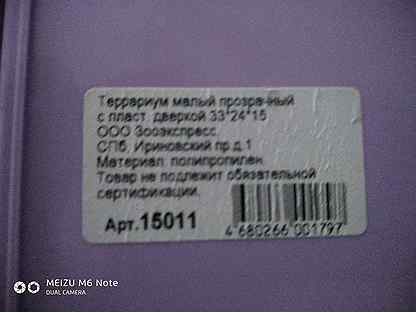 Террариум малый прозрачный
с пласт. дверкой 33*24*15
ООО Зооэкспресс.
СПб, Ириновский пр.д.1
Материал: полипропилен.
Товар не подлежит обязательной
сертификации.
Арт.15011
4 680266 001797
MEIZU M6 Note
DUAL CAMERA